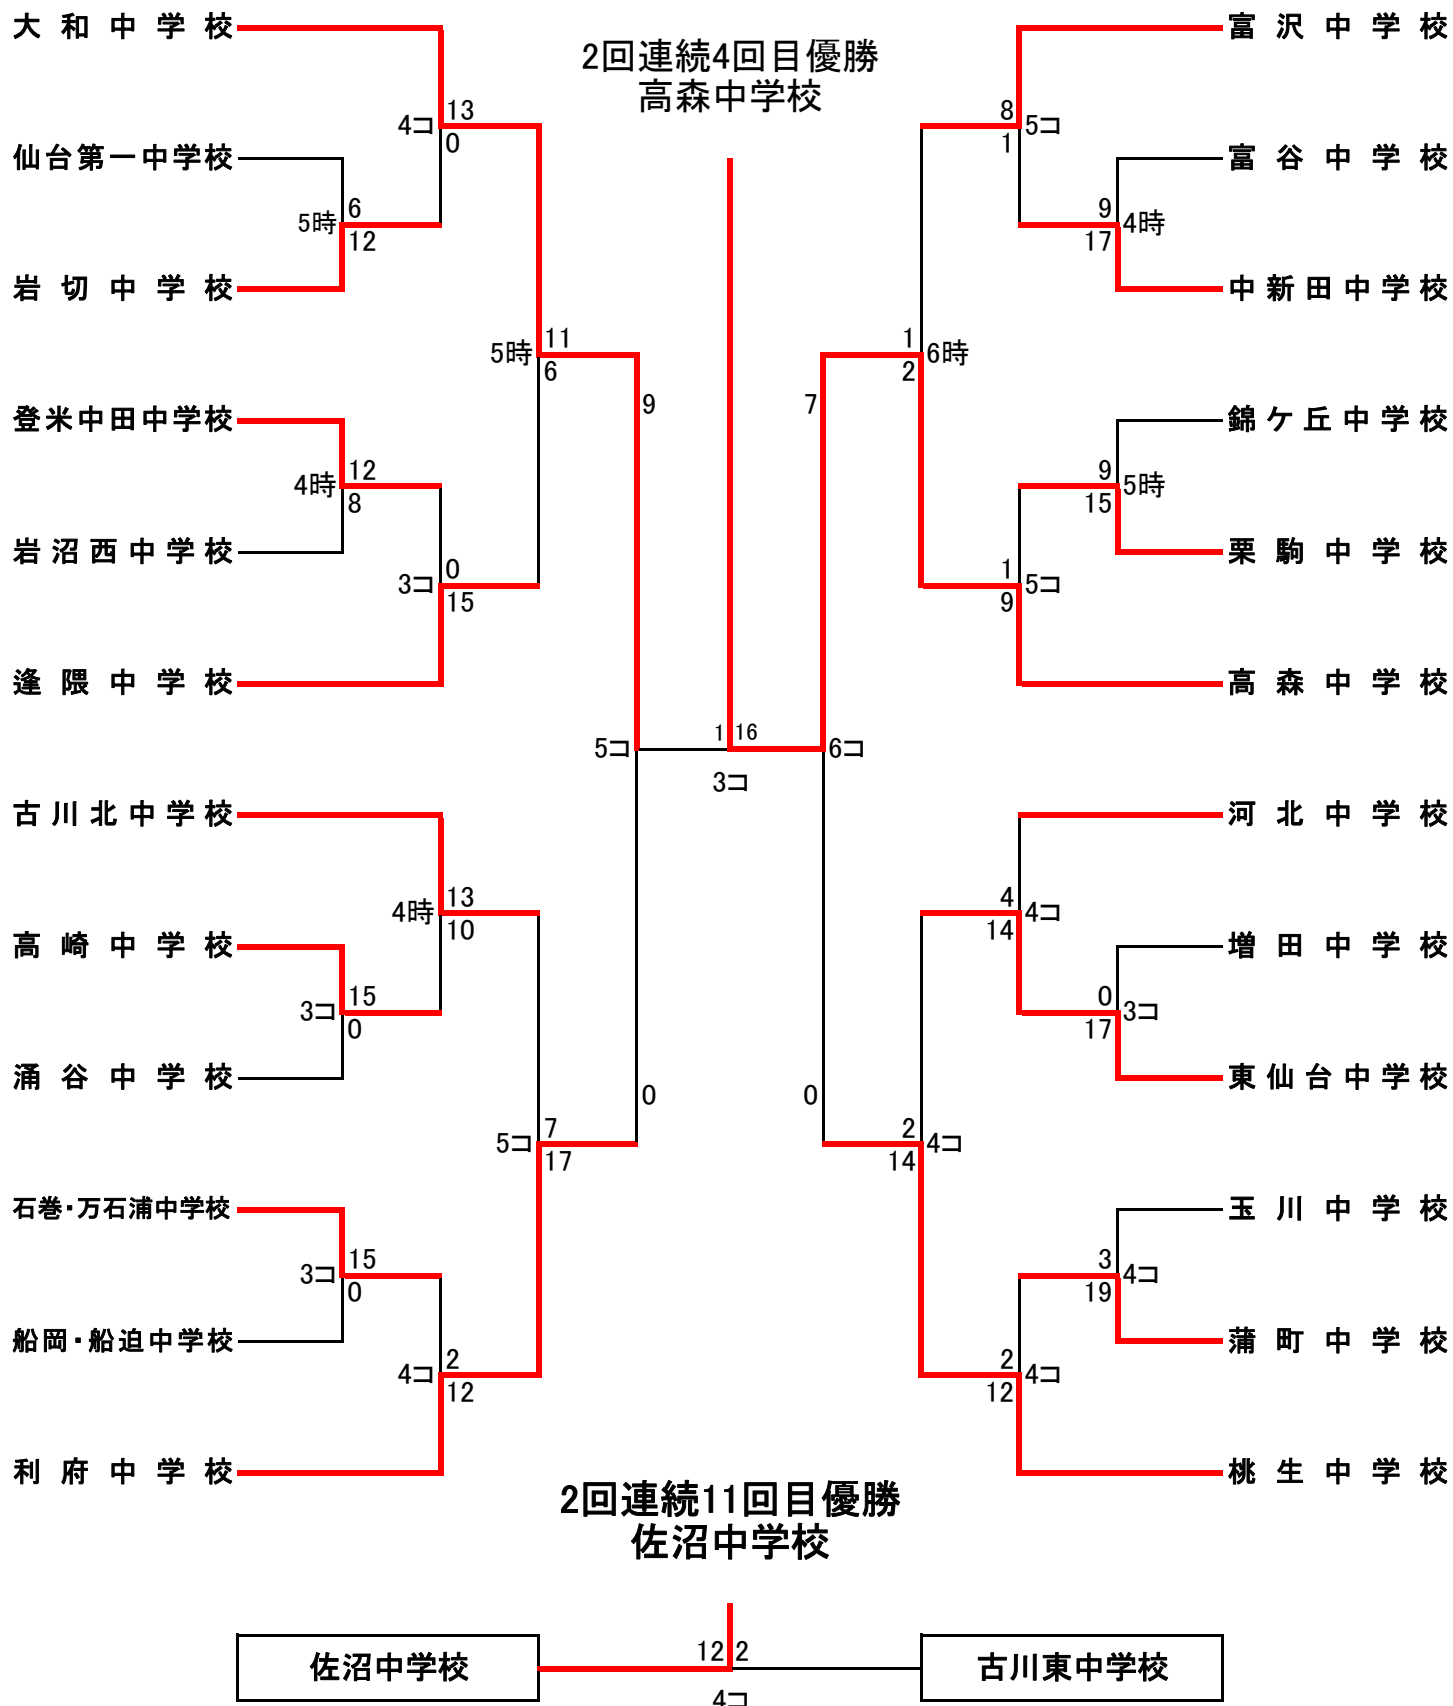 大和中学校
富沢中学校
2回連続4回目優勝
高森中学校
4コ
13
0
8
1
5コ
仙台第一中学校
富谷中学校
5時
6
12
9
17
4時
岩切中学校
中新田中学校
5時
11
6
1
2
6時
9
7
登米中田中学校
錦ケ丘中学校
4時
12
8
9
15
5時
岩沼西中学校
栗駒中学校
3コ
0
15
1
9
5コ
逢隈中学校
高森中学校
5コ
1
16
6コ
3コ
古川北中学校
河北中学校
4時
13
10
4
14
4コ
高崎中学校
増田中学校
3コ
15
0
0
17
3コ
涌谷中学校
東仙台中学校
0
0
5コ
7
17
2
14
4コ
石巻・万石浦中学校
玉川中学校
3コ
15
0
3
19
4コ
船岡・船迫中学校
蒲町中学校
4コ
2
12
2
12
4コ
利府中学校
桃生中学校
2回連続11回目優勝
佐沼中学校
佐沼中学校
12
2
古川東中学校
4コ